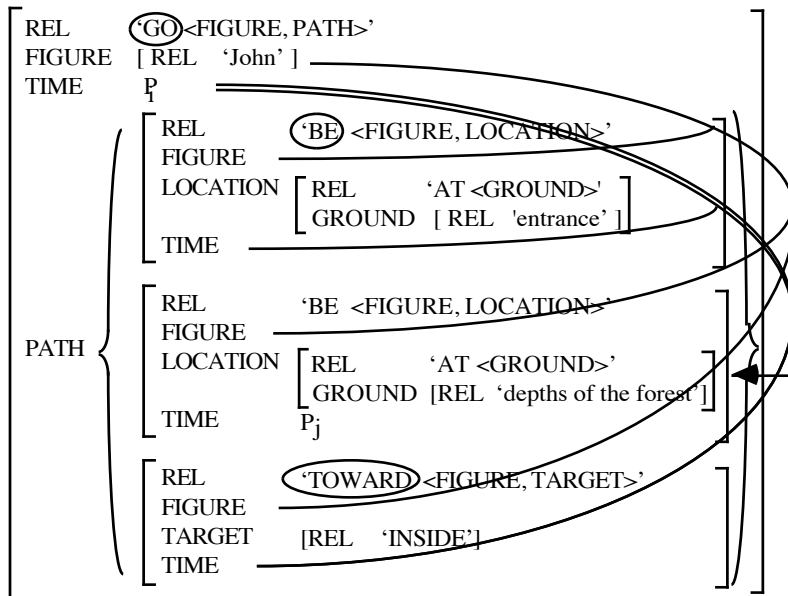 REL ‘GO <FIGURE, PATH>’
FIGURE [ REL ‘John’ ]
TIME Pi
REL ‘BE <FIGURE, LOCATION>’
FIGURE
LOCATION REL ‘AT <GROUND>'
GROUND [ REL 'entrance’ ]
TIME
REL ‘BE <FIGURE, LOCATION>’
FIGURE
PATH LOCATION REL ‘AT <GROUND>’
GROUND [REL ‘depths of the forest’]
TIME Pj
REL ‘TOWARD <FIGURE, TARGET>’
FIGURE
TARGET [REL ‘INSIDE’]
TIME